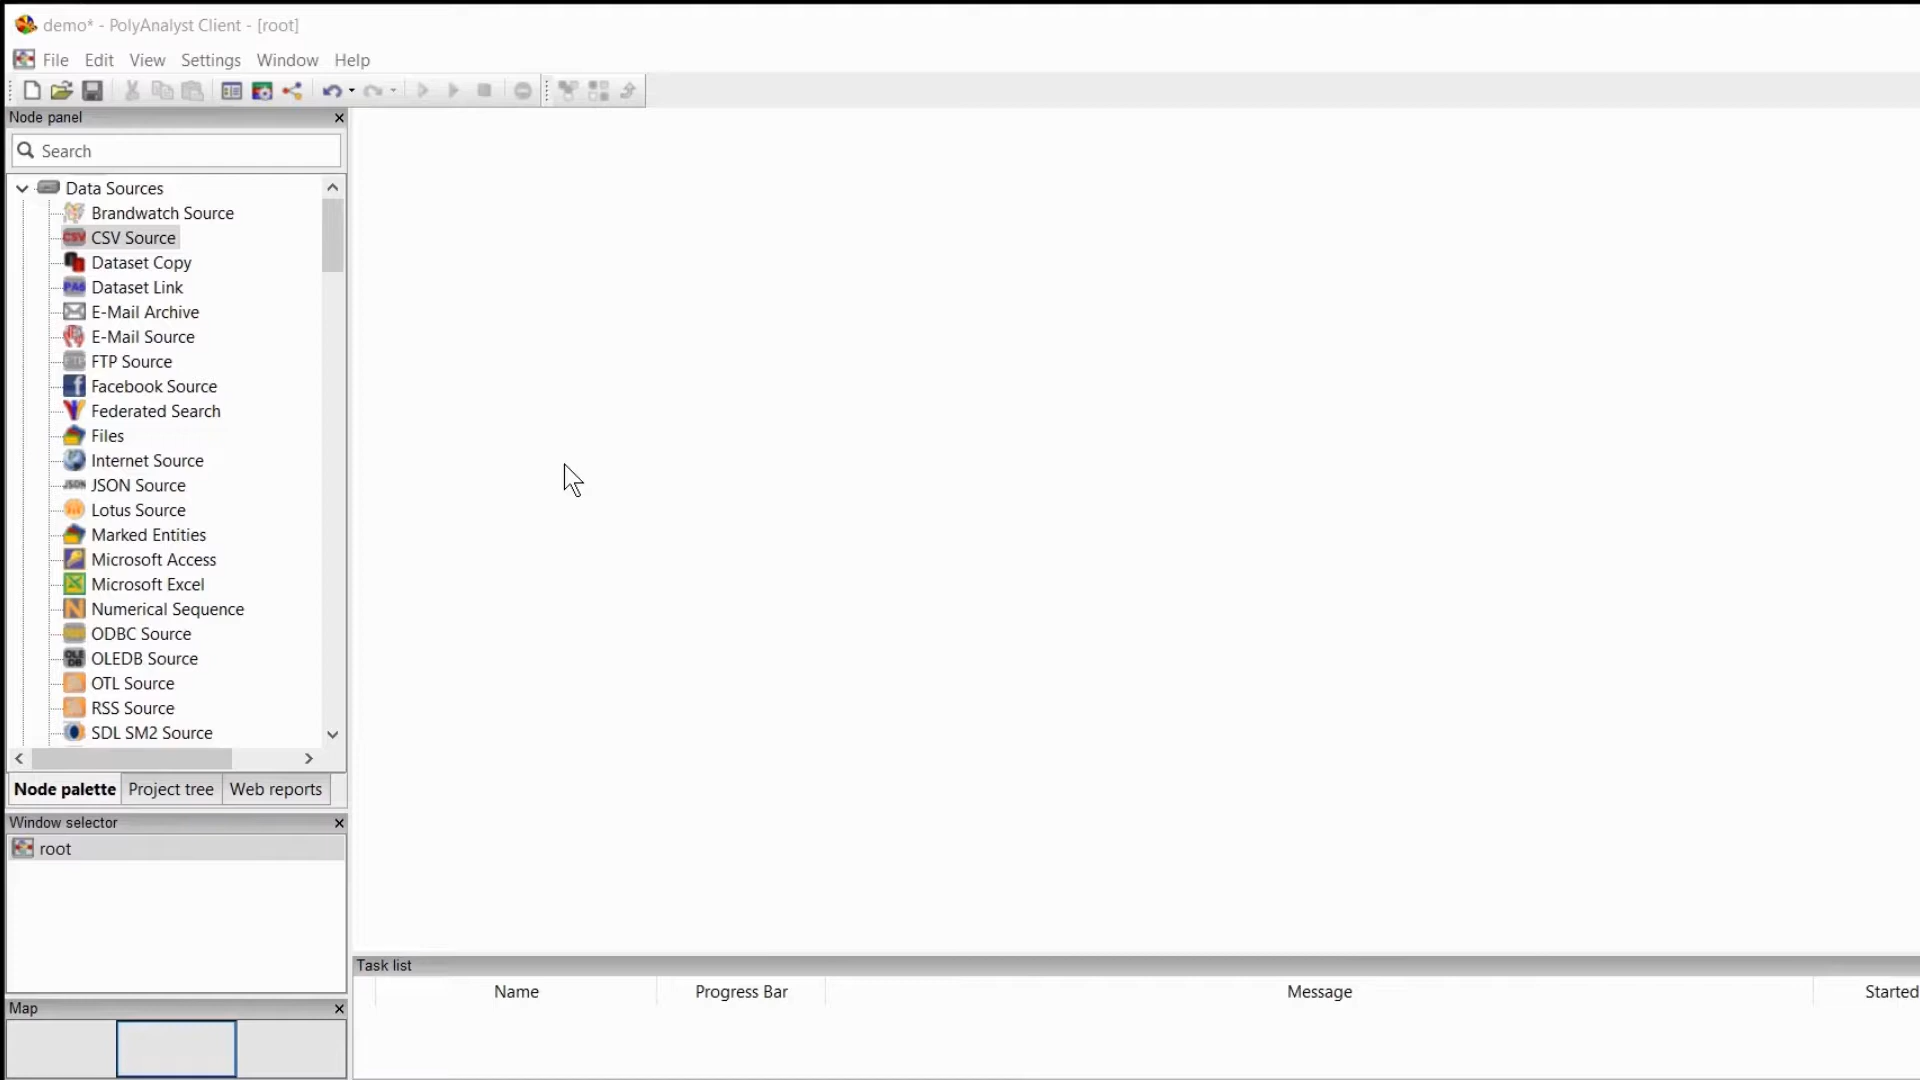 demo* - PolyAnalyst Client - [root]
File Edit View Settings Window Help
Node panel
Search
Data Sources
Brandwatch Source
CSV Source
Dataset Copy
Dataset Link
E-Mail Archive
E-Mail Source
FTP Source
Facebook Source
Federated Search
Files
Internet Source
JSON Source
Lotus Source
Marked Entities
Microsoft Access
Microsoft Excel
Numerical Sequence
ODBC Source
OLEDB Source
OTL Source
RSS Source
SDL SM2 Source
Node palette Project tree Web reports
Window selector
root
Map
Task list
Name Progress Bar Message Started